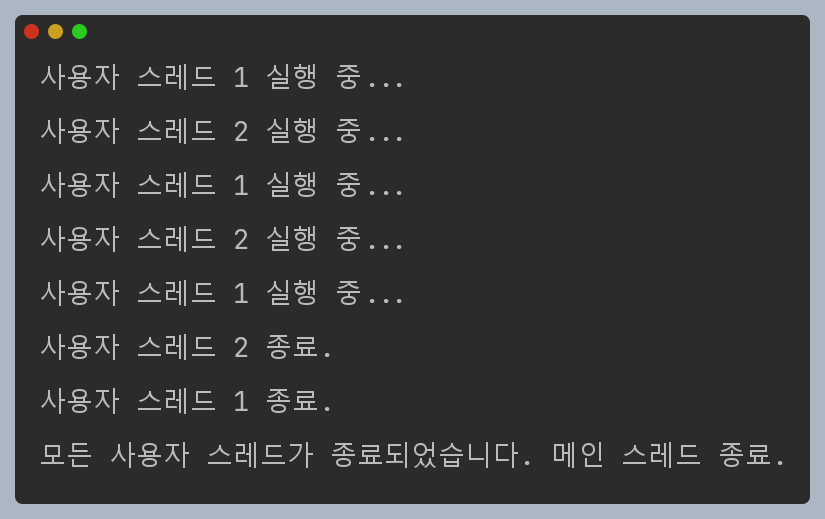 사용자 스레드 1 실행 중...
사용자 스레드 2 실행 중...
사용자 스레드 1 실행 중...
사용자 스레드 2 실행 중...
사용자 스레드 1 실행 중...
사용자 스레드 2 종료.
사용자 스레드 1 종료.
모든 사용자 스레드가 종료되었습니다. 메인 스레드 종료.